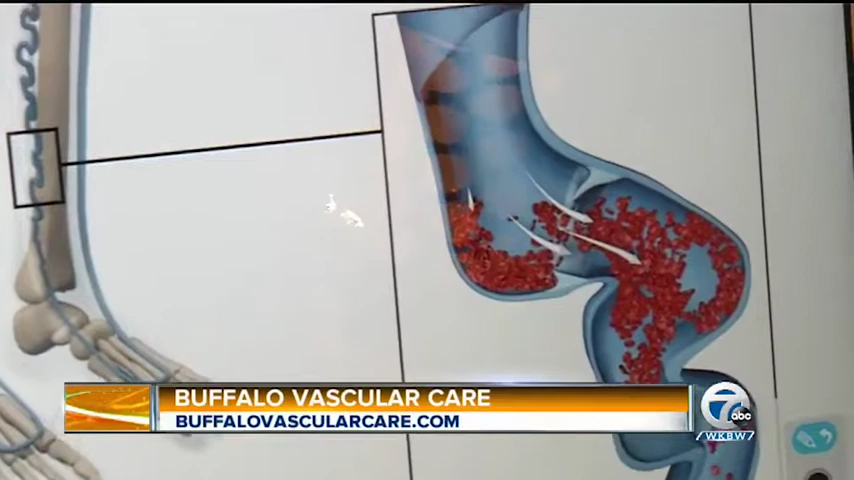 BUFFALO VASCULAR CARE
BUFFALOVASCULARCARE.COM
7
abc
WKBW